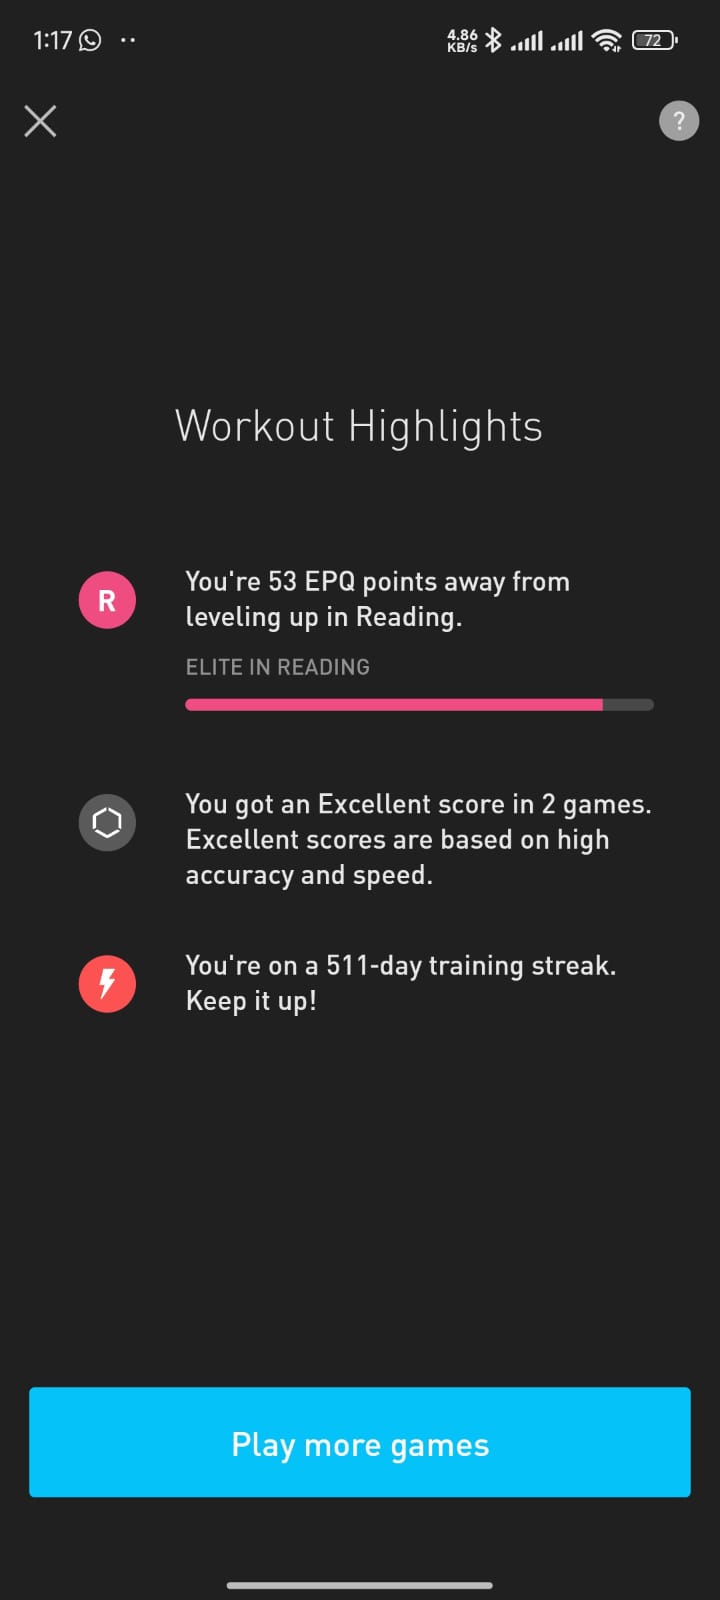 1:17
4.86
KB/s
72
?
Workout Highlights
R
You're 53 EPQ points away from
leveling up in Reading.
ELITE IN READING
You got an Excellent score in 2 games.
Excellent scores are based on high
accuracy and speed.
You're on a 511-day training streak.
Keep it up!
Play more games